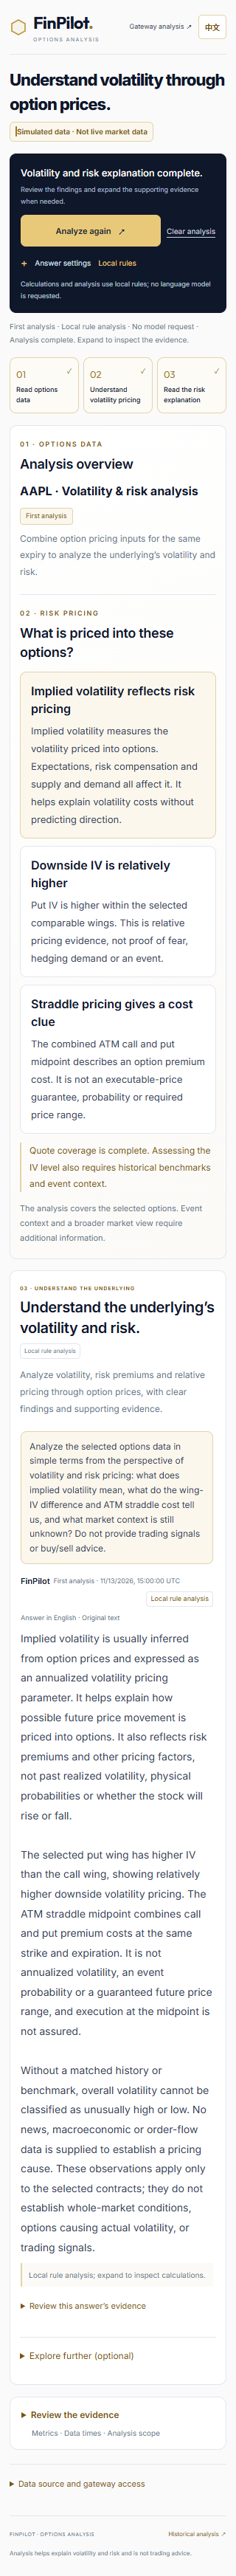 FinPilot.
OPTIONS ANALYSIS
Gateway analysis ↗
中文
Understand volatility through
option prices.
Simulated data · Not live market data
Volatility and risk explanation complete.
Review the findings and expand the supporting evidence
when needed.
Analyze again ↗
Clear analysis
+ Answer settings Local rules
Calculations and analysis use local rules; no language model
is requested.
First analysis · Local rule analysis · No model request ·
Analysis complete. Expand to inspect the evidence.
01 ✓
Read options
data
02 ✓
Understand
volatility pricing
03 ✓
Read the risk
explanation
01 · OPTIONS DATA
Analysis overview
AAPL · Volatility & risk analysis
First analysis
Combine option pricing inputs for the same
expiry to analyze the underlying's volatility and
risk.
02 · RISK PRICING
What is priced into these
options?
Implied volatility reflects risk
pricing
Implied volatility measures the
volatility priced into options.
Expectations, risk compensation and
supply and demand all affect it. It
helps explain volatility costs without
predicting direction.
Downside IV is relatively
higher
Put IV is higher within the selected
comparable wings. This is relative
pricing evidence, not proof of fear,
hedging demand or an event.
Straddle pricing gives a cost
clue
The combined ATM call and put
midpoint describes an option premium
cost. It is not an executable-price
guarantee, probability or required
price range.
Quote coverage is complete. Assessing the
IV level also requires historical benchmarks
and event context.
The analysis covers the selected options. Event
context and a broader market view require
additional information.
03 · UNDERSTAND THE UNDERLYING
Understand the underlying's
volatility and risk.
Local rule analysis
Analyze volatility, risk premiums and relative
pricing through option prices, with clear
findings and supporting evidence.
Analyze the selected options data in
simple terms from the perspective of
volatility and risk pricing: what does
implied volatility mean, what do the wing-
IV difference and ATM straddle cost tell
us, and what market context is still
unknown? Do not provide trading signals
or buy/sell advice.
FinPilot First analysis · 11/13/2026, 15:00:00 UTC
Local rule analysis
Answer in English · Original text
Implied volatility is usually inferred
from option prices and expressed as
an annualized volatility pricing
parameter. It helps explain how
possible future price movement is
priced into options. It also reflects risk
premiums and other pricing factors,
not past realized volatility, physical
probabilities or whether the stock will
rise or fall.
The selected put wing has higher IV
than the call wing, showing relatively
higher downside volatility pricing. The
ATM straddle midpoint combines call
and put premium costs at the same
strike and expiration. It is not
annualized volatility, an event
probability or a guaranteed future price
range, and execution at the midpoint is
not assured.
Without a matched history or
benchmark, overall volatility cannot be
classified as unusually high or low. No
news, macroeconomic or order-flow
data is supplied to establish a pricing
cause. These observations apply only
to the selected contracts; they do not
establish whole-market conditions,
options causing actual volatility, or
trading signals.
Local rule analysis; expand to inspect calculations.
▶ Review this answer's evidence
▶ Explore further (optional)
▶ Review the evidence
Metrics · Data times · Analysis scope
▶ Data source and gateway access
FINPILOT · OPTIONS ANALYSIS
Historical analysis ↗
Analysis helps explain volatility and risk and is not trading advice.